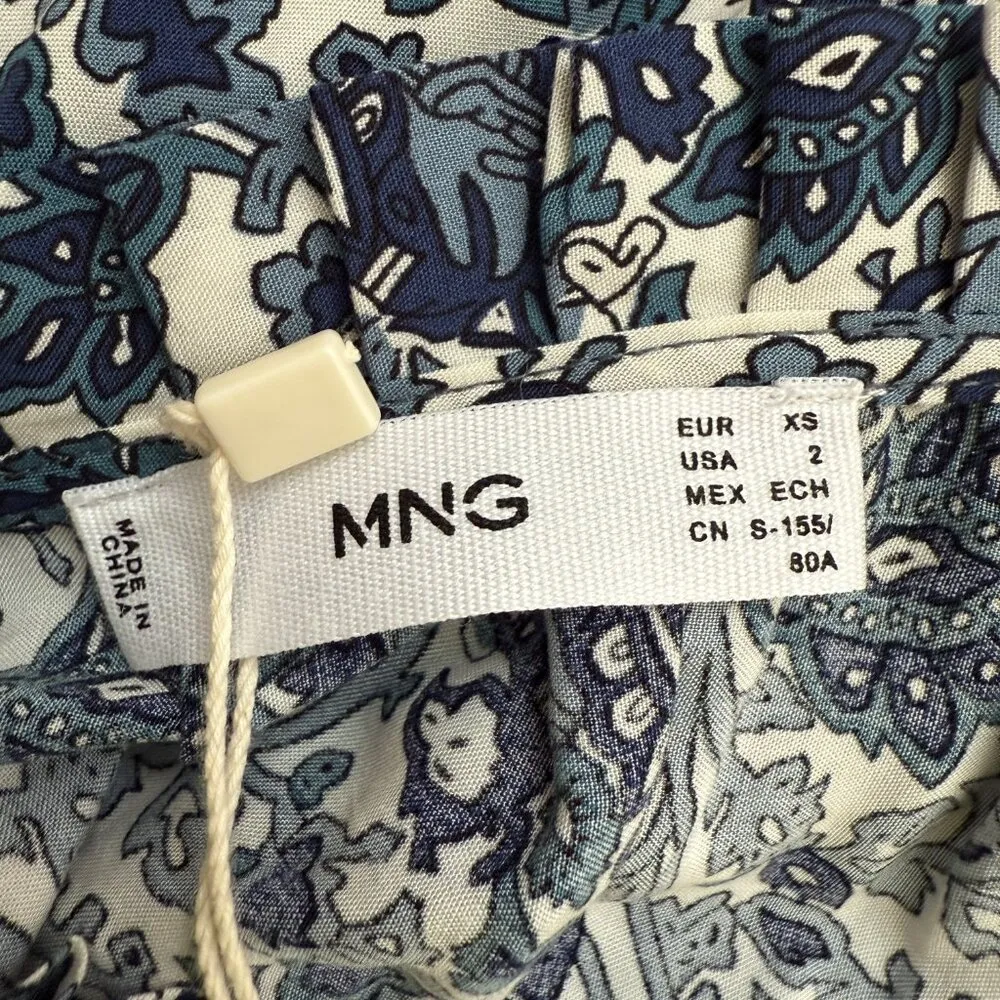 MNG
EUR XS
USA 2
MEX ECH
CN S-155/
80A
MADE IN
CHINA